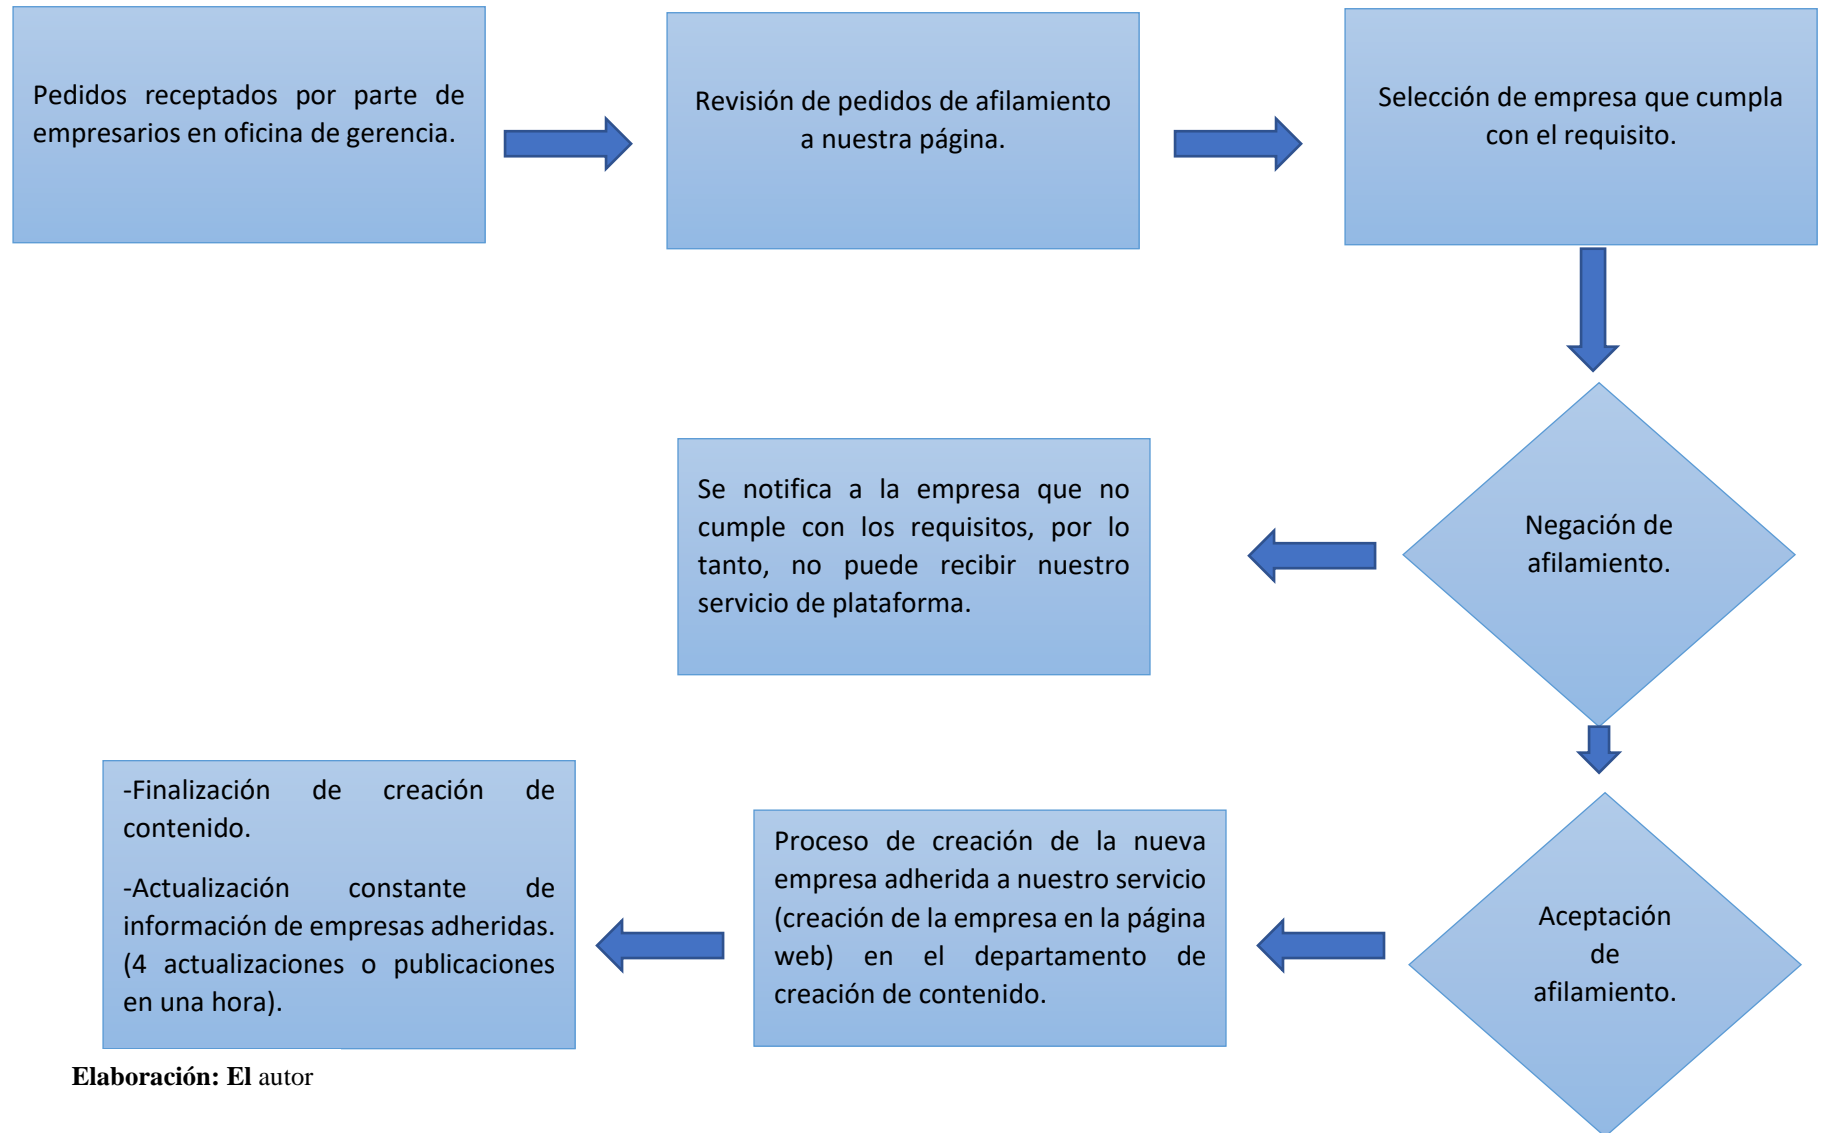 Pedidos receptados por parte de
empresarios en oficina de gerencia.
Revisión de pedidos de afilamiento
a nuestra página.
Selección de empresa que cumpla
con el requisito.
Negación de
afilamiento.
Se notifica a la empresa que no
cumple con los requisitos, por lo
tanto, no puede recibir nuestro
servicio de plataforma.
Aceptación
de
afilamiento.
Proceso de creación de la nueva
empresa adherida a nuestro servicio
(creación de la empresa en la página
web) en el departamento de
creación de contenido.
-Finalización de creación de
contenido.
-Actualización constante de
información de empresas adheridas.
(4 actualizaciones o publicaciones
en una hora).
Elaboración: El autor